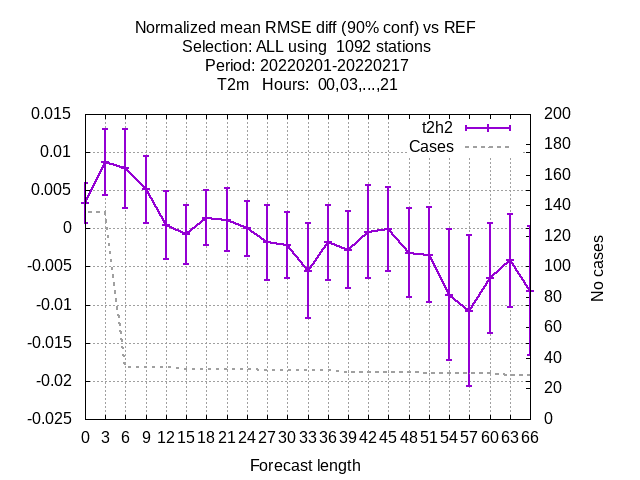 Normalized mean RMSE diff (90% conf) vs REF
Selection: ALL using  1092 stations
Period: 20220201-20220217
T2m   Hours:  00,03,...,21
0.015
0.01
0.005
0
-0.005
-0.01
-0.015
-0.02
-0.025
t2h2
Cases
200
180
160
140
120
100
80
60
40
20
0
No cases
0 3 6 9 12 15 18 21 24 27 30 33 36 39 42 45 48 51 54 57 60 63 66
Forecast length